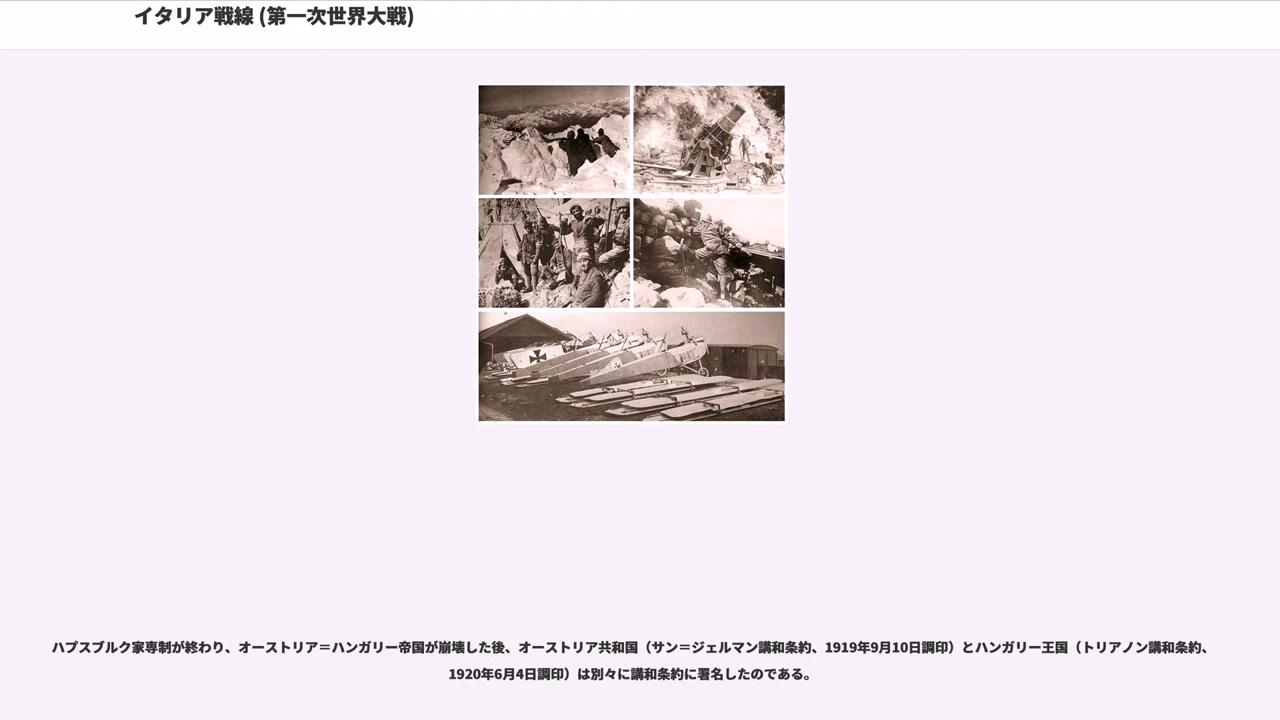 イタリア戦線 (第一次世界大戦)
ハプスブルク家専制が終わり、オーストリア＝ハンガリー帝国が崩壊した後、オーストリア共和国（サン＝ジェルマン講和条約、1919年9月10日調印）とハンガリー王国（トリアノン講和条約、
1920年6月4日調印）は別々に講和条約に署名したのである。